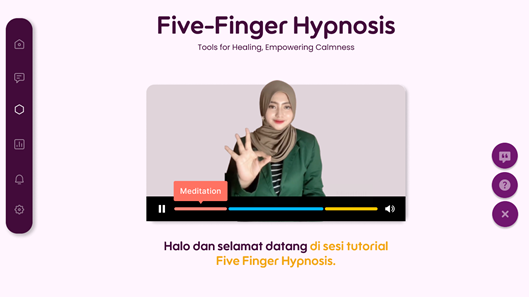 Five-Finger Hypnosis
Tools for Healing, Empowering Calmness
Meditation
Halo dan selamat datang di sesi tutorial
Five Finger Hypnosis.